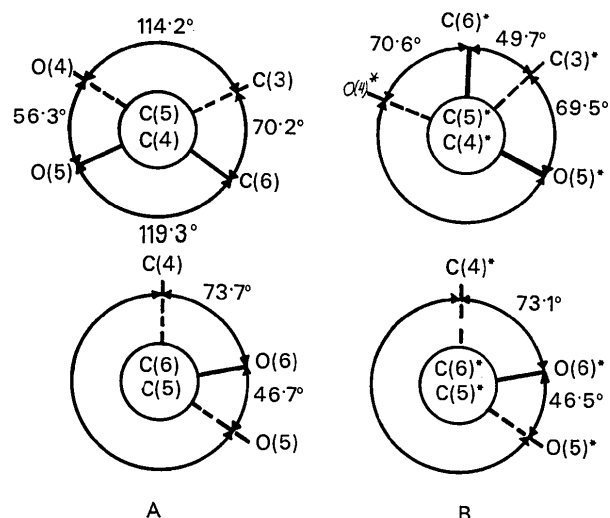 114·2°
O(4)
C(3)
C(5)
C(4)
56·3°
70·2°
O(5)
C(6)
119·3°
C(6)*
70·6°
49·7°
C(3)*
O(4)*
C(5)*
C(4)*
69·5°
O(5)*
C(4)
73·7°
C(6)
C(5)
O(6)
46·7°
O(5)
A
C(4)*
73·1°
C(6)*
C(5)*
O(6)*
46·5°
O(5)*
B